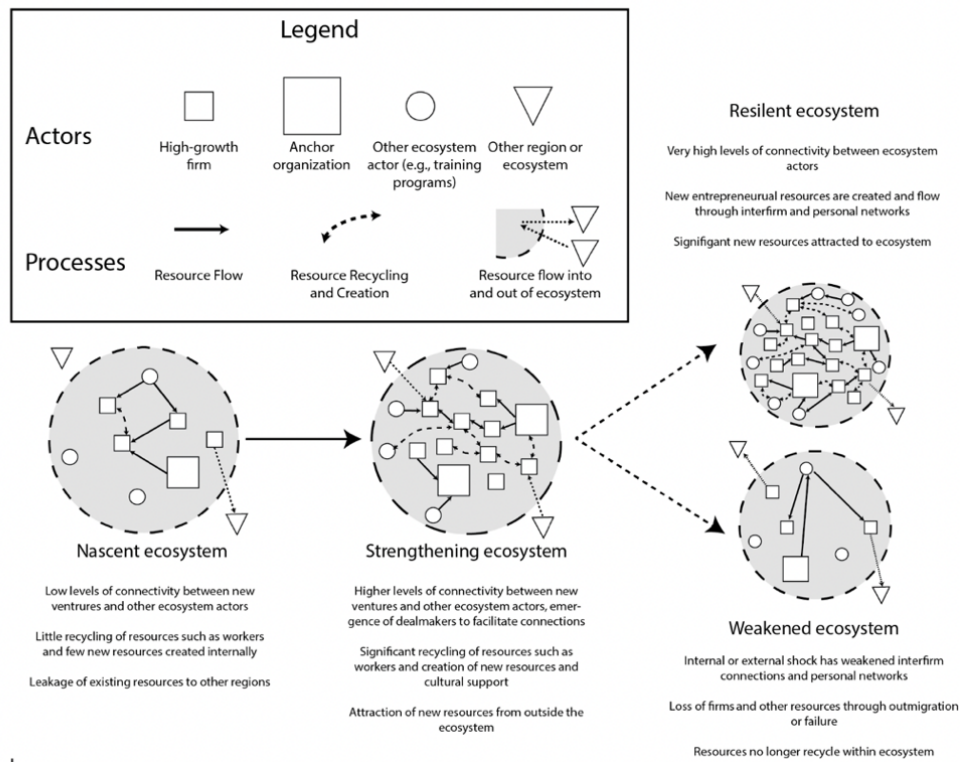 Legend
Actors
High-growth
firm
Anchor
organization
Other ecosystem
actor (e.g., training
programs)
Other region or
ecosystem
Processes
Resource Flow
Resource Recycling
and Creation
Resource flow into
and out of ecosystem
Resilent ecosystem
Very high levels of connectivity between ecosystem
actors
New entrepreneurual resources are created and flow
through interfirm and personal networks
Signifigant new resources attracted to ecosystem
Nascent ecosystem
Low levels of connectivity between new
ventrures and other ecosystem actors
Little recycling of resources such as workers
and few new resources created internally
Leakage of existing resources to other regions
Strengthening ecosystem
Higher levels of connectivity between new
ventures and other ecosystem actors, emer-
gence of dealmakers to facilitate connections
Significant recycling of resources such as
workers and creation of new resources and
cultural support
Attraction of new resources from outside the
ecosystem
Weakened ecosystem
Internal or external shock has weakened interfirm
connections and personal networks
Loss of firms and other resources through outmigration
or failure
Resources no longer recycle within ecosystem